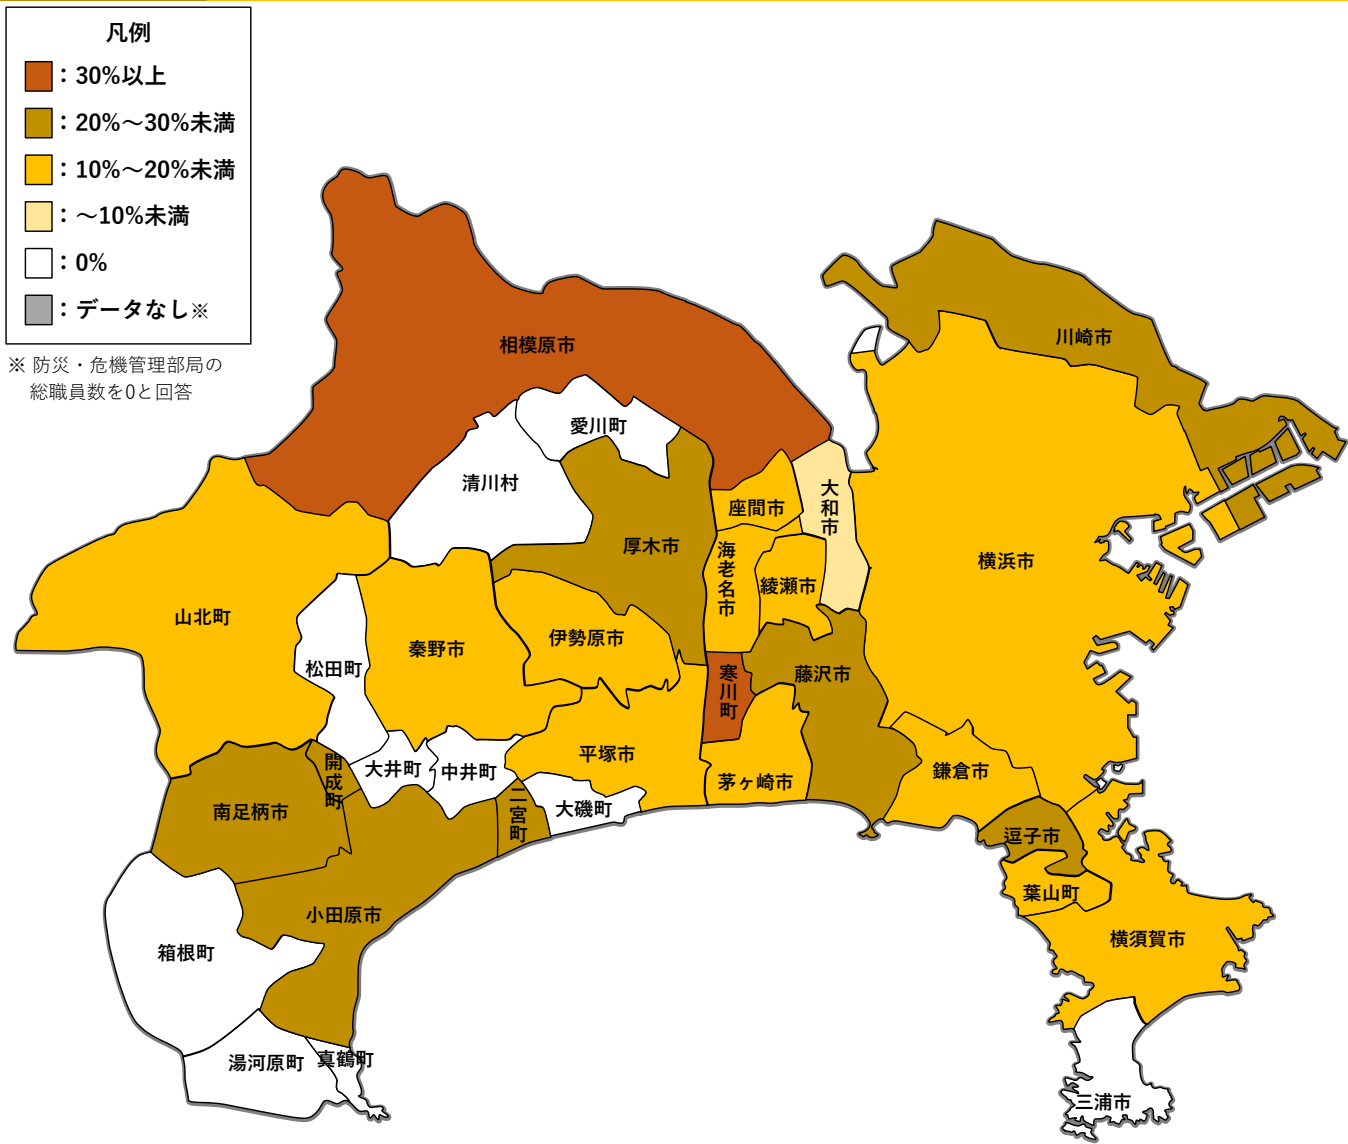 凡例
：30%以上
：20%～30%未満
：10%～20%未満
：～10%未満
：0%
：データなし※
※ 防災・危機管理部局の
総職員数を0と回答
相模原市
川崎市
愛川町
清川村
座間市
大和市
厚木市
海老名市
綾瀬市
横浜市
山北町
秦野市
伊勢原市
松田町
寒川町
藤沢市
開成町
大井町
中井町
平塚市
茅ヶ崎市
鎌倉市
南足柄市
二宮町
大磯町
逗子市
葉山町
小田原市
横須賀市
箱根町
湯河原町
真鶴町
三浦市